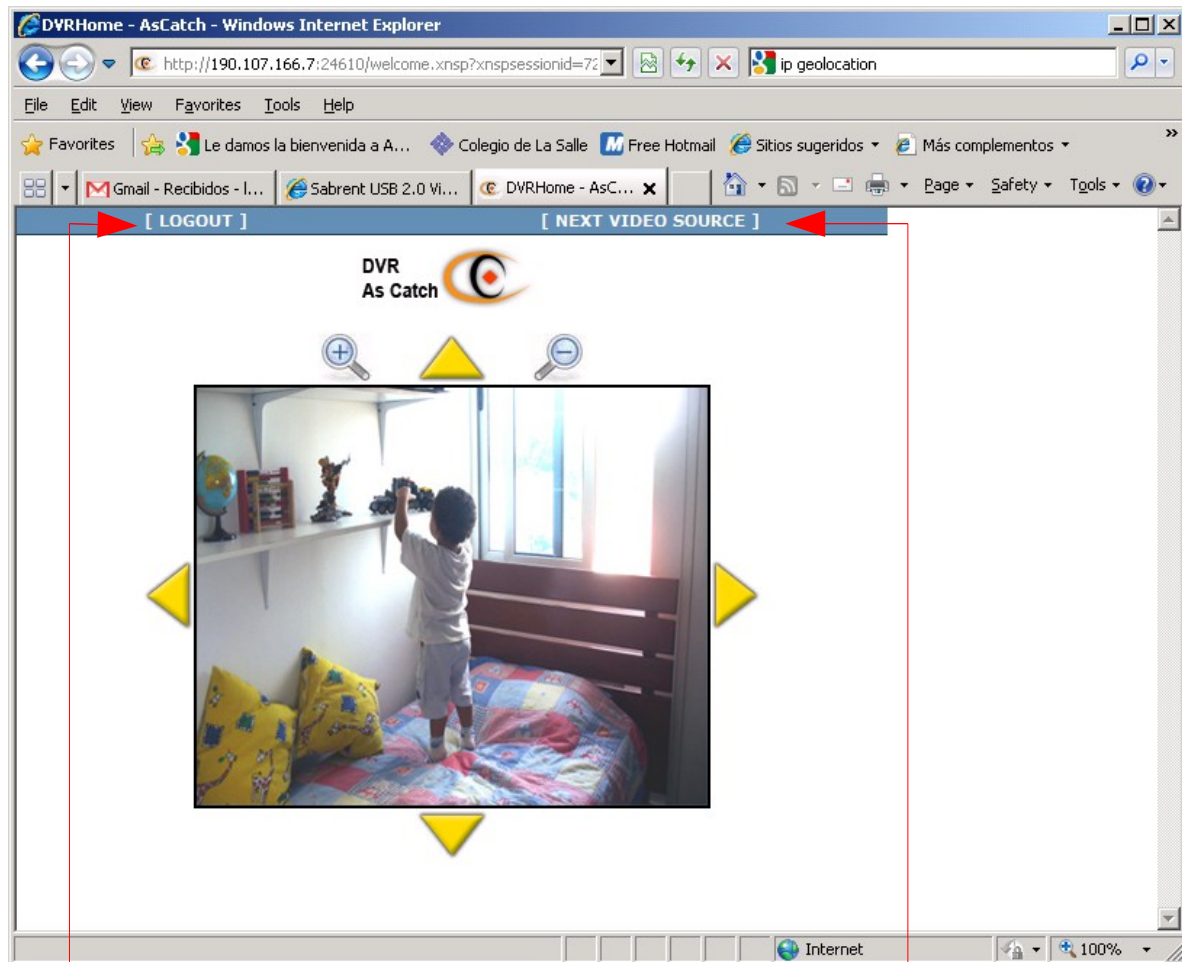 DVRHome - AsCatch - Windows Internet Explorer
http://190.107.166.7:24610/welcome.xnsp?xnspsessionid=72
ip geolocation
File Edit View Favorites Tools Help
Favorites Le damos la bienvenida a A... Colegio de La Salle Free Hotmail Sitios sugeridos Más complementos »
Gmail - Recibidos - l... Sabrent USB 2.0 Vi... DVRHome - AsC... Page Safety Tools
[ LOGOUT ] [ NEXT VIDEO SOURCE ]
DVR
As Catch
Internet 100%